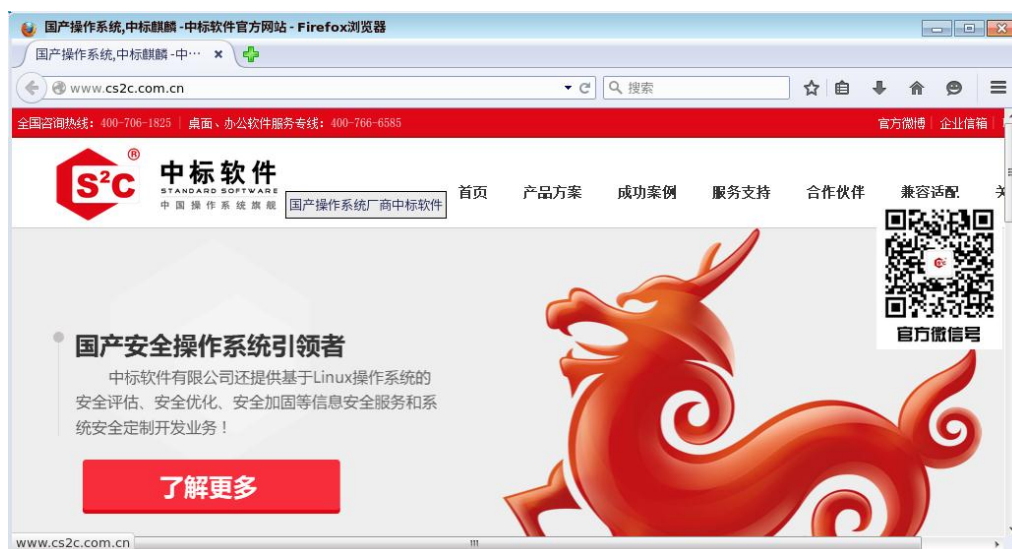 国产操作系统,中标麒麟 -中标软件官方网站 - Firefox浏览器
国产操作系统,中标麒麟 -中…
www.cs2c.com.cn
搜索
全国咨询热线：400-706-1825 | 桌面、办公软件服务专线：400-766-6585
官方微博 | 企业信箱 |
S²C ®
中标软件
STANDARD SOFTWARE
中国操作系统旗舰
国产操作系统厂商中标软件
首页 产品方案 成功案例 服务支持 合作伙伴 兼容适配
官方微信号
国产安全操作系统引领者
中标软件有限公司还提供基于Linux操作系统的
安全评估、安全优化、安全加固等信息安全服务和系
统安全定制开发业务！
了解更多
www.cs2c.com.cn